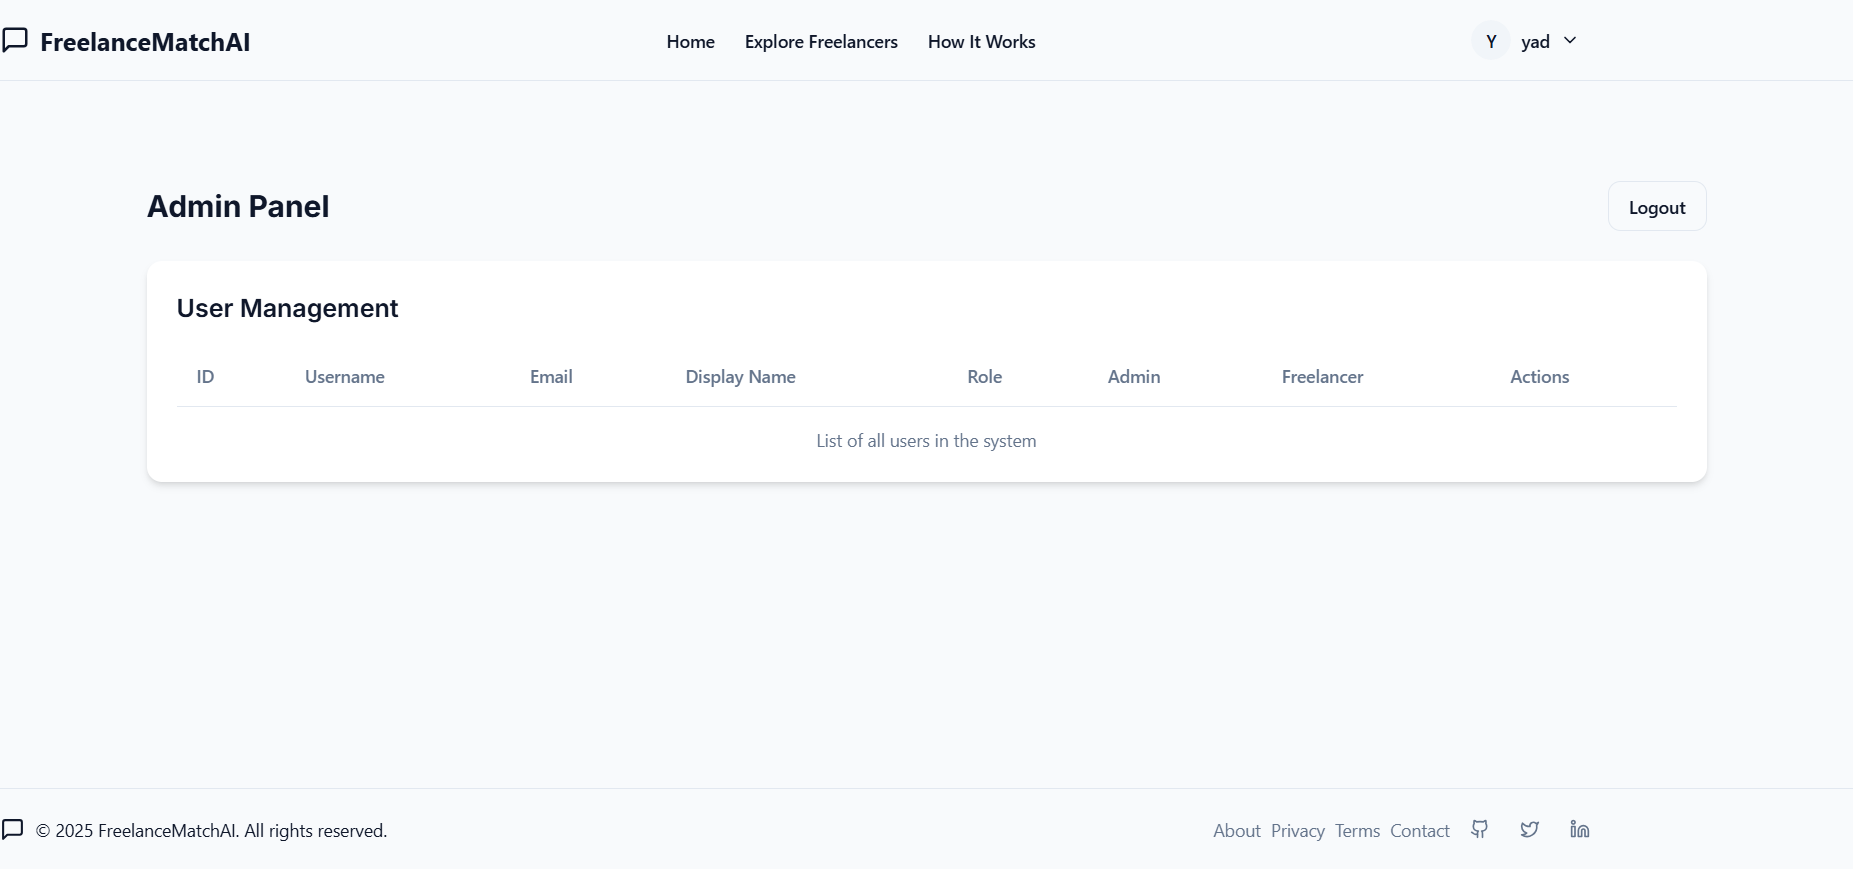 FreelanceMatchAI
Home Explore Freelancers How It Works
Y yad
Admin Panel
Logout
User Management
ID Username Email Display Name Role Admin Freelancer Actions
List of all users in the system
© 2025 FreelanceMatchAI. All rights reserved.
About Privacy Terms Contact